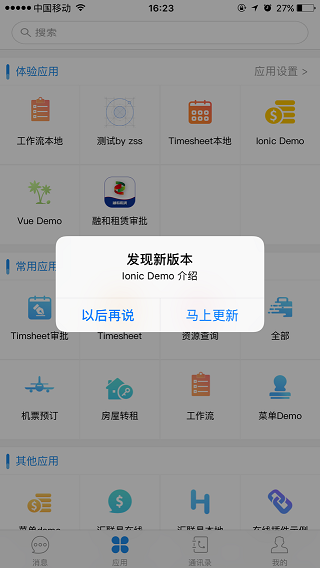 中国移动 16:23 27%
搜索
体验应用 应用设置 >
工作流本地 测试by zss Timesheet本地 Ionic Demo
融和租赁
Vue Demo 融和租赁审批
发现新版本
Ionic Demo 介绍
以后再说 马上更新
常用应用
Timsheet审批 Timesheet 资源查询 全部
机票预订 房屋转租 工作流 菜单Demo
其他应用
菜单demo 汇联易在线 汇联易本地 在线插件示例
消息 应用 通讯录 我的